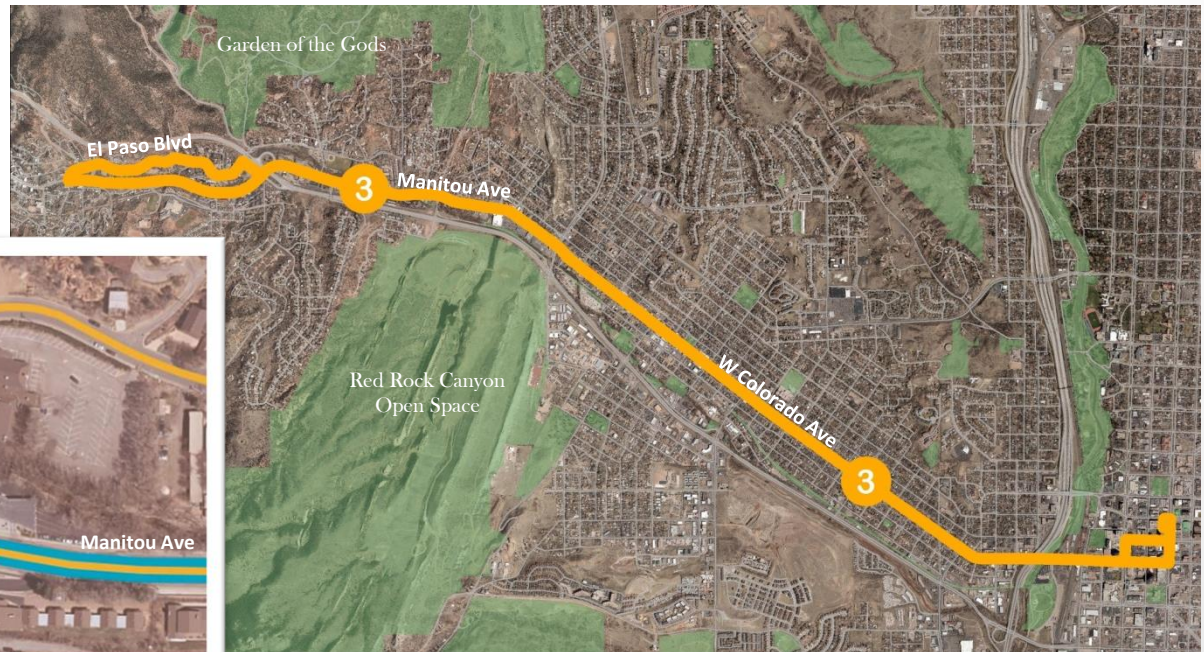 Garden of the Gods
El Paso Blvd
3
Manitou Ave
Red Rock Canyon
Open Space
W Colorado Ave
3
Manitou Ave